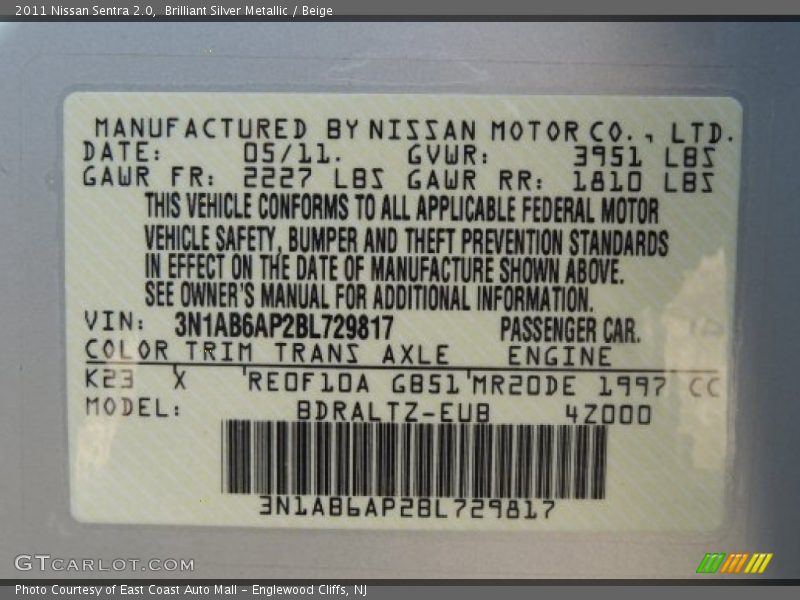 2011 Nissan Sentra 2.0,  Brilliant Silver Metallic / Beige
MANUFACTURED BY NISSAN MOTOR CO., LTD.
DATE: 05/11. GVWR: 3951 LBS
GAWR FR: 2227 LBS GAWR RR: 1810 LBS
THIS VEHICLE CONFORMS TO ALL APPLICABLE FEDERAL MOTOR
VEHICLE SAFETY, BUMPER AND THEFT PREVENTION STANDARDS
IN EFFECT ON THE DATE OF MANUFACTURE SHOWN ABOVE.
SEE OWNER'S MANUAL FOR ADDITIONAL INFORMATION.
VIN: 3N1AB6AP2BL729817 PASSENGER CAR.
COLOR TRIM TRANS AXLE ENGINE
K23 X RE0F10A GB51 MR20DE 1997 CC
MODEL: BDRALTZ-EUB 4Z000
3N1AB6AP2BL729817
GTCARLOT.COM
Photo Courtesy of East Coast Auto Mall – Englewood Cliffs, NJ